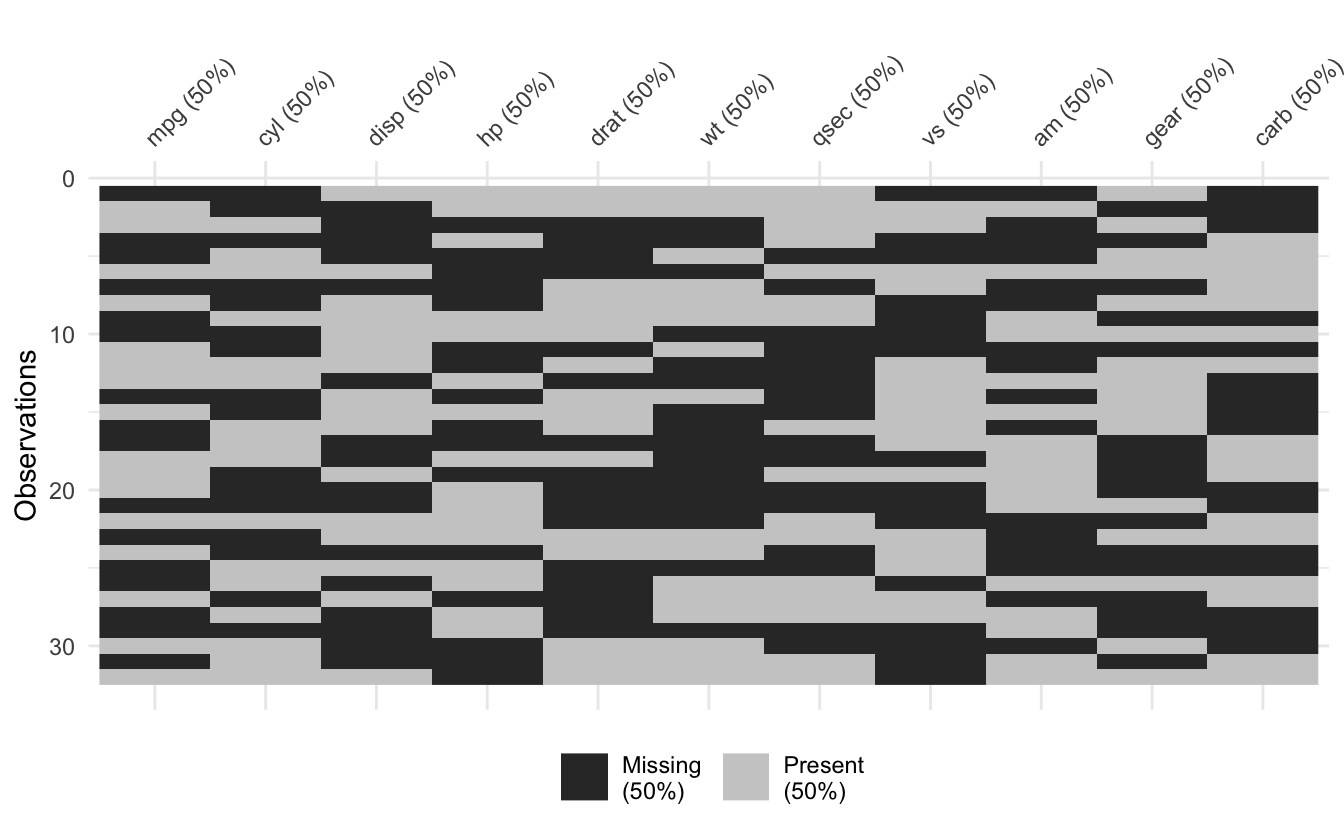 mpg (50%)
cyl (50%)
disp (50%)
hp (50%)
drat (50%)
wt (50%)
qsec (50%)
vs (50%)
am (50%)
gear (50%)
carb (50%)
0
10
20
30
Observations
Missing
(50%)
Present
(50%)